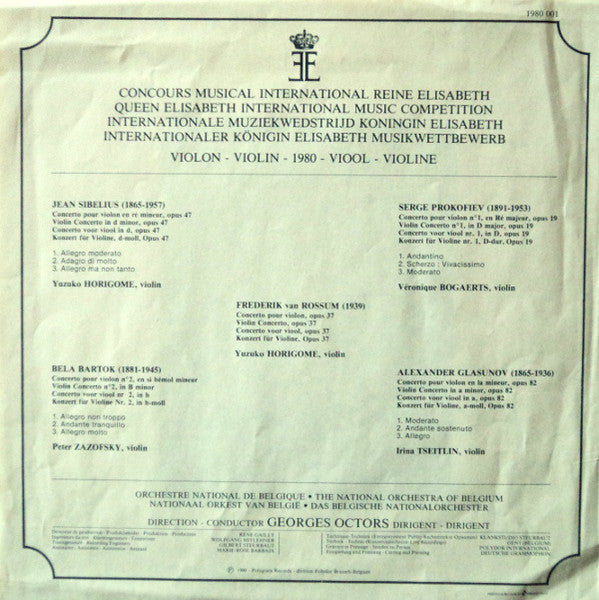 1980 001
CONCOURS MUSICAL INTERNATIONAL REINE ELISABETH
QUEEN ELISABETH INTERNATIONAL MUSIC COMPETITION
INTERNATIONALE MUZIEKWEDSTRIJD KONINGIN ELISABETH
INTERNATIONALER KÖNIGIN ELISABETH MUSIKWETTBEWERB
VIOLON - VIOLIN - 1980 - VIOOL - VIOLINE
JEAN SIBELIUS (1865-1957)
Concerto pour violon en ré mineur, opus 47
Violin Concerto in d minor, opus 47
Concerto voor viool in d, opus 47
Konzert für Violine, d-moll, Opus 47
1. Allegro moderato
2. Adagio di molto
3. Allegro ma non tanto
Yuzuko HORIGOME, violin
SERGE PROKOFIEV (1891-1953)
Concerto pour violon n°1, en Ré majeur, opus 19
Violin Concerto n°1, in D major, opus 19
Concerto voor viool nr. 1, in D, opus 19
Konzert für Violine nr. 1, D-dur, Opus 19
1. Andantino
2. Scherzo : Vivacissimo
3. Moderato
Véronique BOGAERTS, violin
FREDERIK van ROSSUM (1939)
Concerto pour violon, opus 37
Violin Concerto, opus 37
Concerto voor viool, opus 37
Konzert für Violine, Opus 37
Yuzuko HORIGOME, violin
BELA BARTOK (1881-1945)
Concerto pour violon n°2, en si bémol mineur
Violin Concerto n°2, in B minor
Concerto voor viool nr 2, in b
Konzert für Violine Nr. 2, in b-moll
1. Allegro non troppo
2. Andante tranquillo
3. Allegro molto
Peter ZAZOFSKY, violin
ALEXANDER GLASUNOV (1865-1936)
Concerto pour violon en la mineur, opus 82
Violin Concerto in a minor, opus 82
Concerto voor viool in a, opus 82
Konzert für Violine, a-moll, Opus 82
1. Moderato
2. Andante sostenuto
3. Allegro
Irina TSEITLIN, violin
ORCHESTRE NATIONAL DE BELGIQUE • THE NATIONAL ORCHESTRA OF BELGIUM
NATIONAAL ORKEST VAN BELGIË • DAS BELGISCHE NATIONALORCHESTER
DIRECTION - CONDUCTOR GEORGES OCTORS DIRIGENT - DIRIGENT
RENE GAILLY
WOLFGANG MITLEHNER
GILBERT STEURBAUT
MARIE-ROSE BARBAIX
KLANKSTUDIO STEURBAUT
GENT (BELGIUM)
POLYDOR INTERNATIONAL
DEUTSCHE GRAMMOPHON